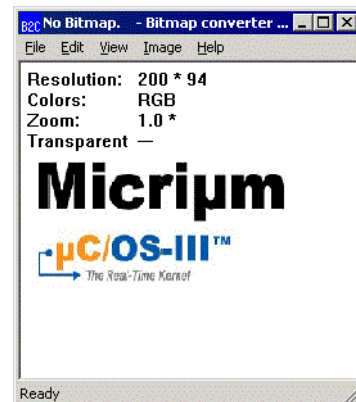 B2C No Bitmap. - Bitmap converter ...
File Edit View Image Help
Resolution: 200 * 94
Colors: RGB
Zoom: 1.0 *
Transparent —
Micriµm
µC/OS-III™
The Real-Time Kernel
Ready